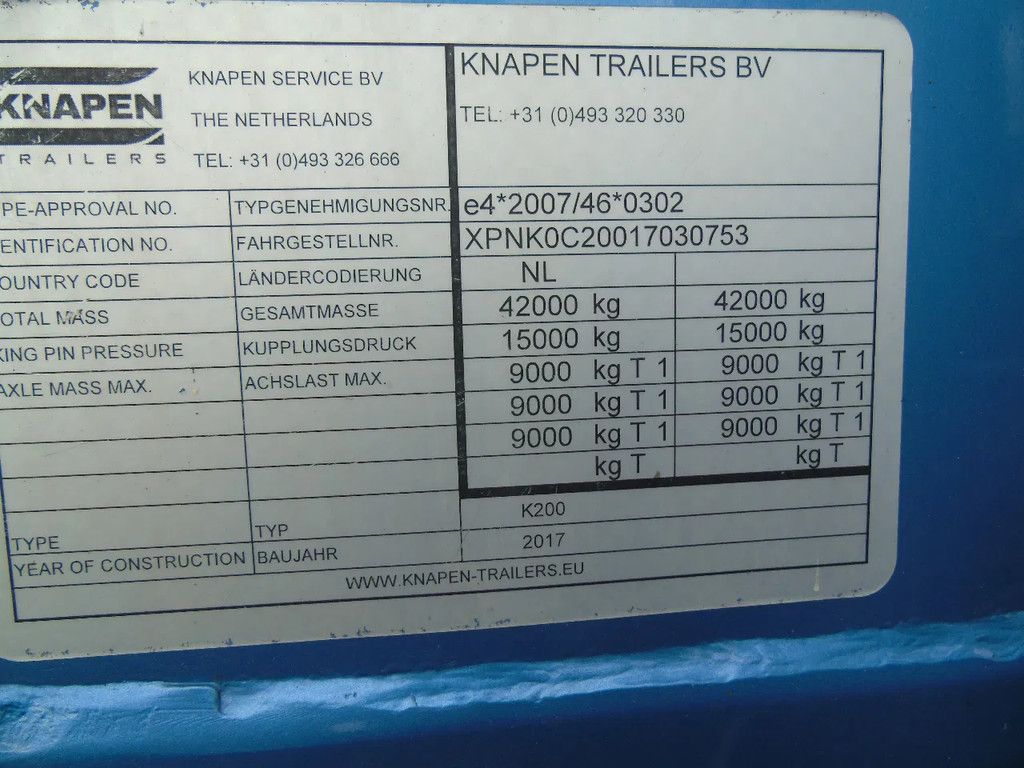 KNAPEN
TRAILERS
KNAPEN SERVICE BV
THE NETHERLANDS
TEL: +31 (0)493 326 666
KNAPEN TRAILERS BV
TEL: +31 (0)493 320 330
PE-APPROVAL NO. TYPGENEHMIGUNGSNR. e4*2007/46*0302
ENTIFICATION NO. FAHRGESTELLNR. XPNK0C20017030753
OUNTRY CODE LÄNDERCODIERUNG NL
OTAL MASS GESAMTMASSE 42000 kg 42000 kg
KING PIN PRESSURE KUPPLUNGSDRUCK 15000 kg 15000 kg
AXLE MASS MAX. ACHSLAST MAX. 9000 kg T 1 9000 kg T 1
9000 kg T 1 9000 kg T 1
9000 kg T 1 9000 kg T 1
kg T kg T
TYPE TYP K200
YEAR OF CONSTRUCTION BAUJAHR 2017
WWW.KNAPEN-TRAILERS.EU